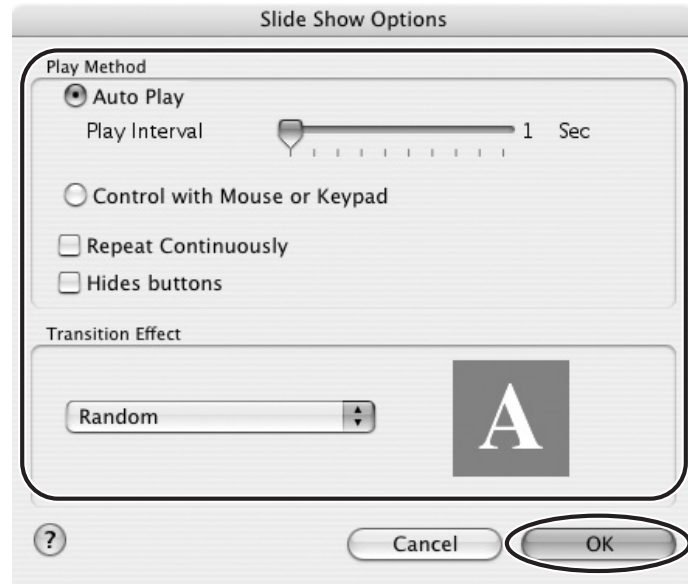 Slide Show Options
Play Method
Auto Play
Play Interval 1 Sec
Control with Mouse or Keypad
Repeat Continuously
Hides buttons
Transition Effect
Random
A
?
Cancel OK